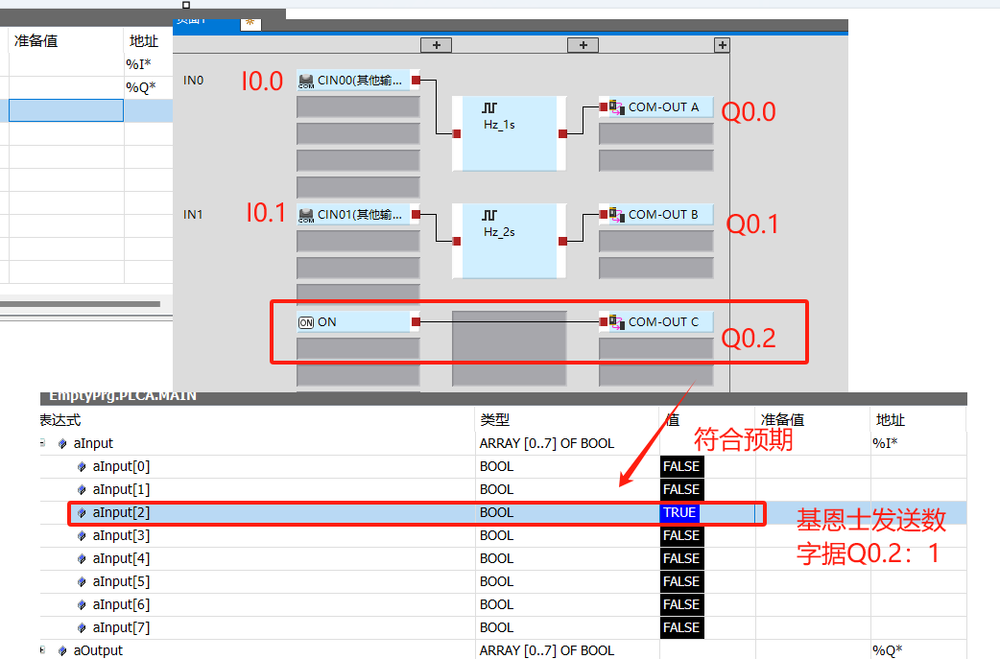 页面1
准备值 地址
%I*
%Q*
IN0 I0.0 CIN00(其他输...
Hz_1s
COM-OUT A Q0.0
IN1 I0.1 CIN01(其他输...
Hz_2s
COM-OUT B Q0.1
ON ON COM-OUT C Q0.2
EmptyPrg.PLCA.MAIN
表达式 类型 值 准备值 地址
符合预期
aInput ARRAY [0..7] OF BOOL %I*
aInput[0] BOOL FALSE
aInput[1] BOOL FALSE
aInput[2] BOOL TRUE
基恩士发送数
字据Q0.2：1
aInput[3] BOOL FALSE
aInput[4] BOOL FALSE
aInput[5] BOOL FALSE
aInput[6] BOOL FALSE
aInput[7] BOOL FALSE
aOutput ARRAY [0..7] OF BOOL %Q*